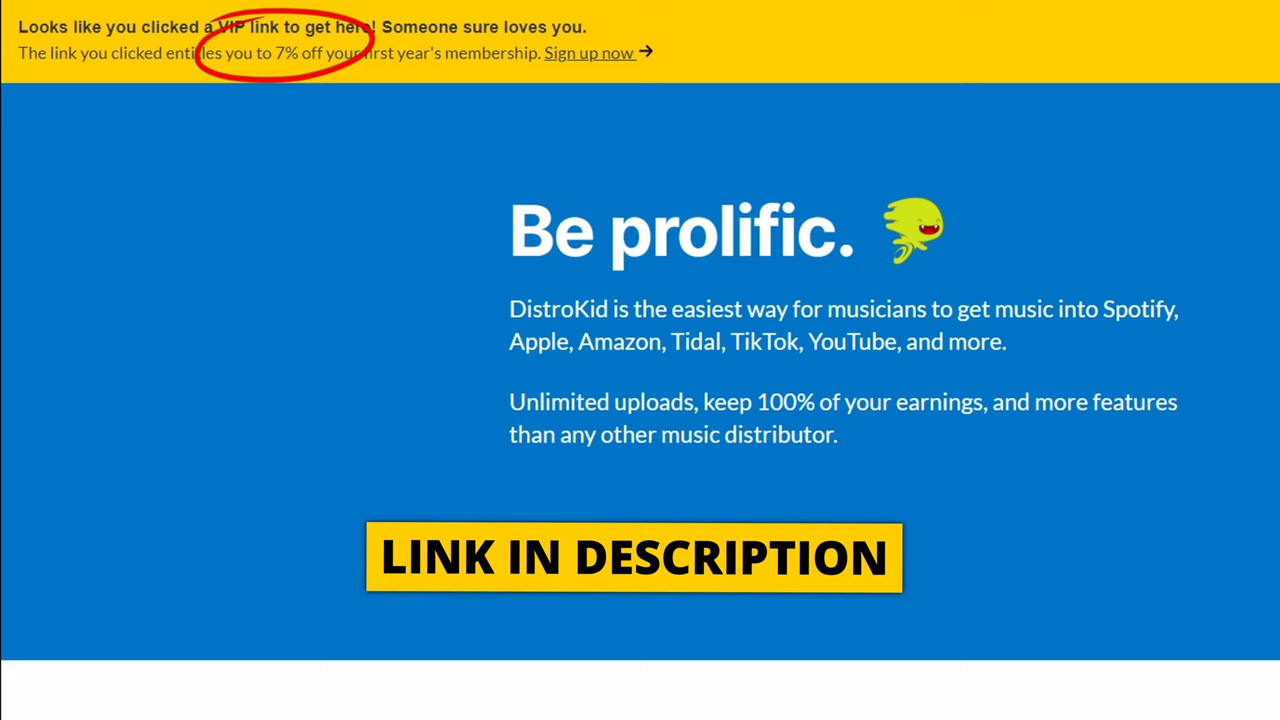 Looks like you clicked a VIP link to get here! Someone sure loves you.
The link you clicked entitles you to 7% off your first year's membership. Sign up now →
Be prolific.
DistroKid is the easiest way for musicians to get music into Spotify,
Apple, Amazon, Tidal, TikTok, YouTube, and more.
Unlimited uploads, keep 100% of your earnings, and more features
than any other music distributor.
LINK IN DESCRIPTION